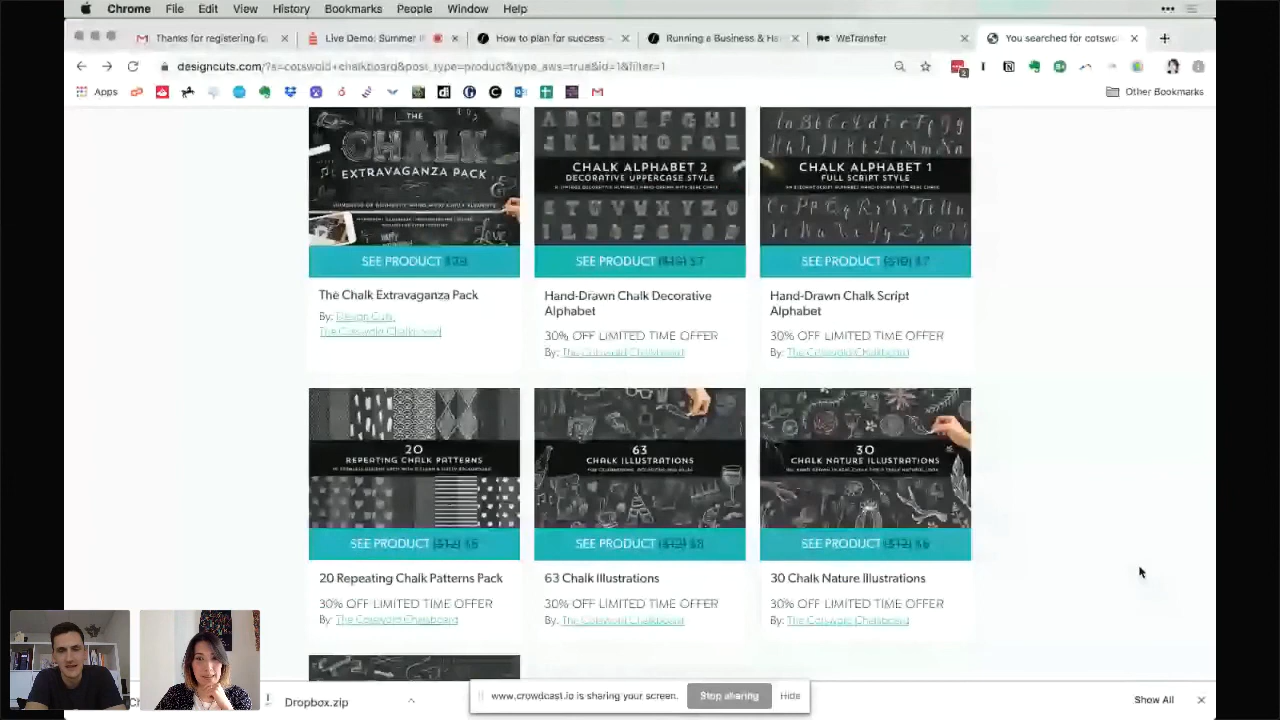 Chrome File Edit View History Bookmarks People Window Help
Thanks for registering fo
Live Demo: Summer
How to plan for success –
Running a Business & Ha
WeTransfer
You searched for cotswo
designcuts.com/?s=cotswold+chalkboard&post_type=product&type_aws=true&id=1&filter=1
2
Apps
Other Bookmarks
THE
CHALK
EXTRAVAGANZA PACK
CHALK ALPHABET 2
DECORATIVE UPPERCASE STYLE
CHALK ALPHABET 1
FULL SCRIPT STYLE
SEE PRODUCT
SEE PRODUCT ($10) $7
SEE PRODUCT ($10) $7
The Chalk Extravaganza Pack
Hand-Drawn Chalk Decorative
Alphabet
Hand-Drawn Chalk Script
Alphabet
By: Design Cuts,
The Cotswold Chalkboard
30% OFF LIMITED TIME OFFER
By: The Cotswold Chalkboard
30% OFF LIMITED TIME OFFER
By: The Cotswold Chalkboard
20
REPEATING CHALK PATTERNS
63
CHALK ILLUSTRATIONS
30
CHALK NATURE ILLUSTRATIONS
SEE PRODUCT ($12)
SEE PRODUCT ($12)
SEE PRODUCT ($12)
20 Repeating Chalk Patterns Pack
63 Chalk Illustrations
30 Chalk Nature Illustrations
30% OFF LIMITED TIME OFFER
By: The Cotswold Chalkboard
30% OFF LIMITED TIME OFFER
By: The Cotswold Chalkboard
30% OFF LIMITED TIME OFFER
By: The Cotswold Chalkboard
Dropbox.zip
www.crowdcast.io is sharing your screen.
Stop sharing
Hide
Show All